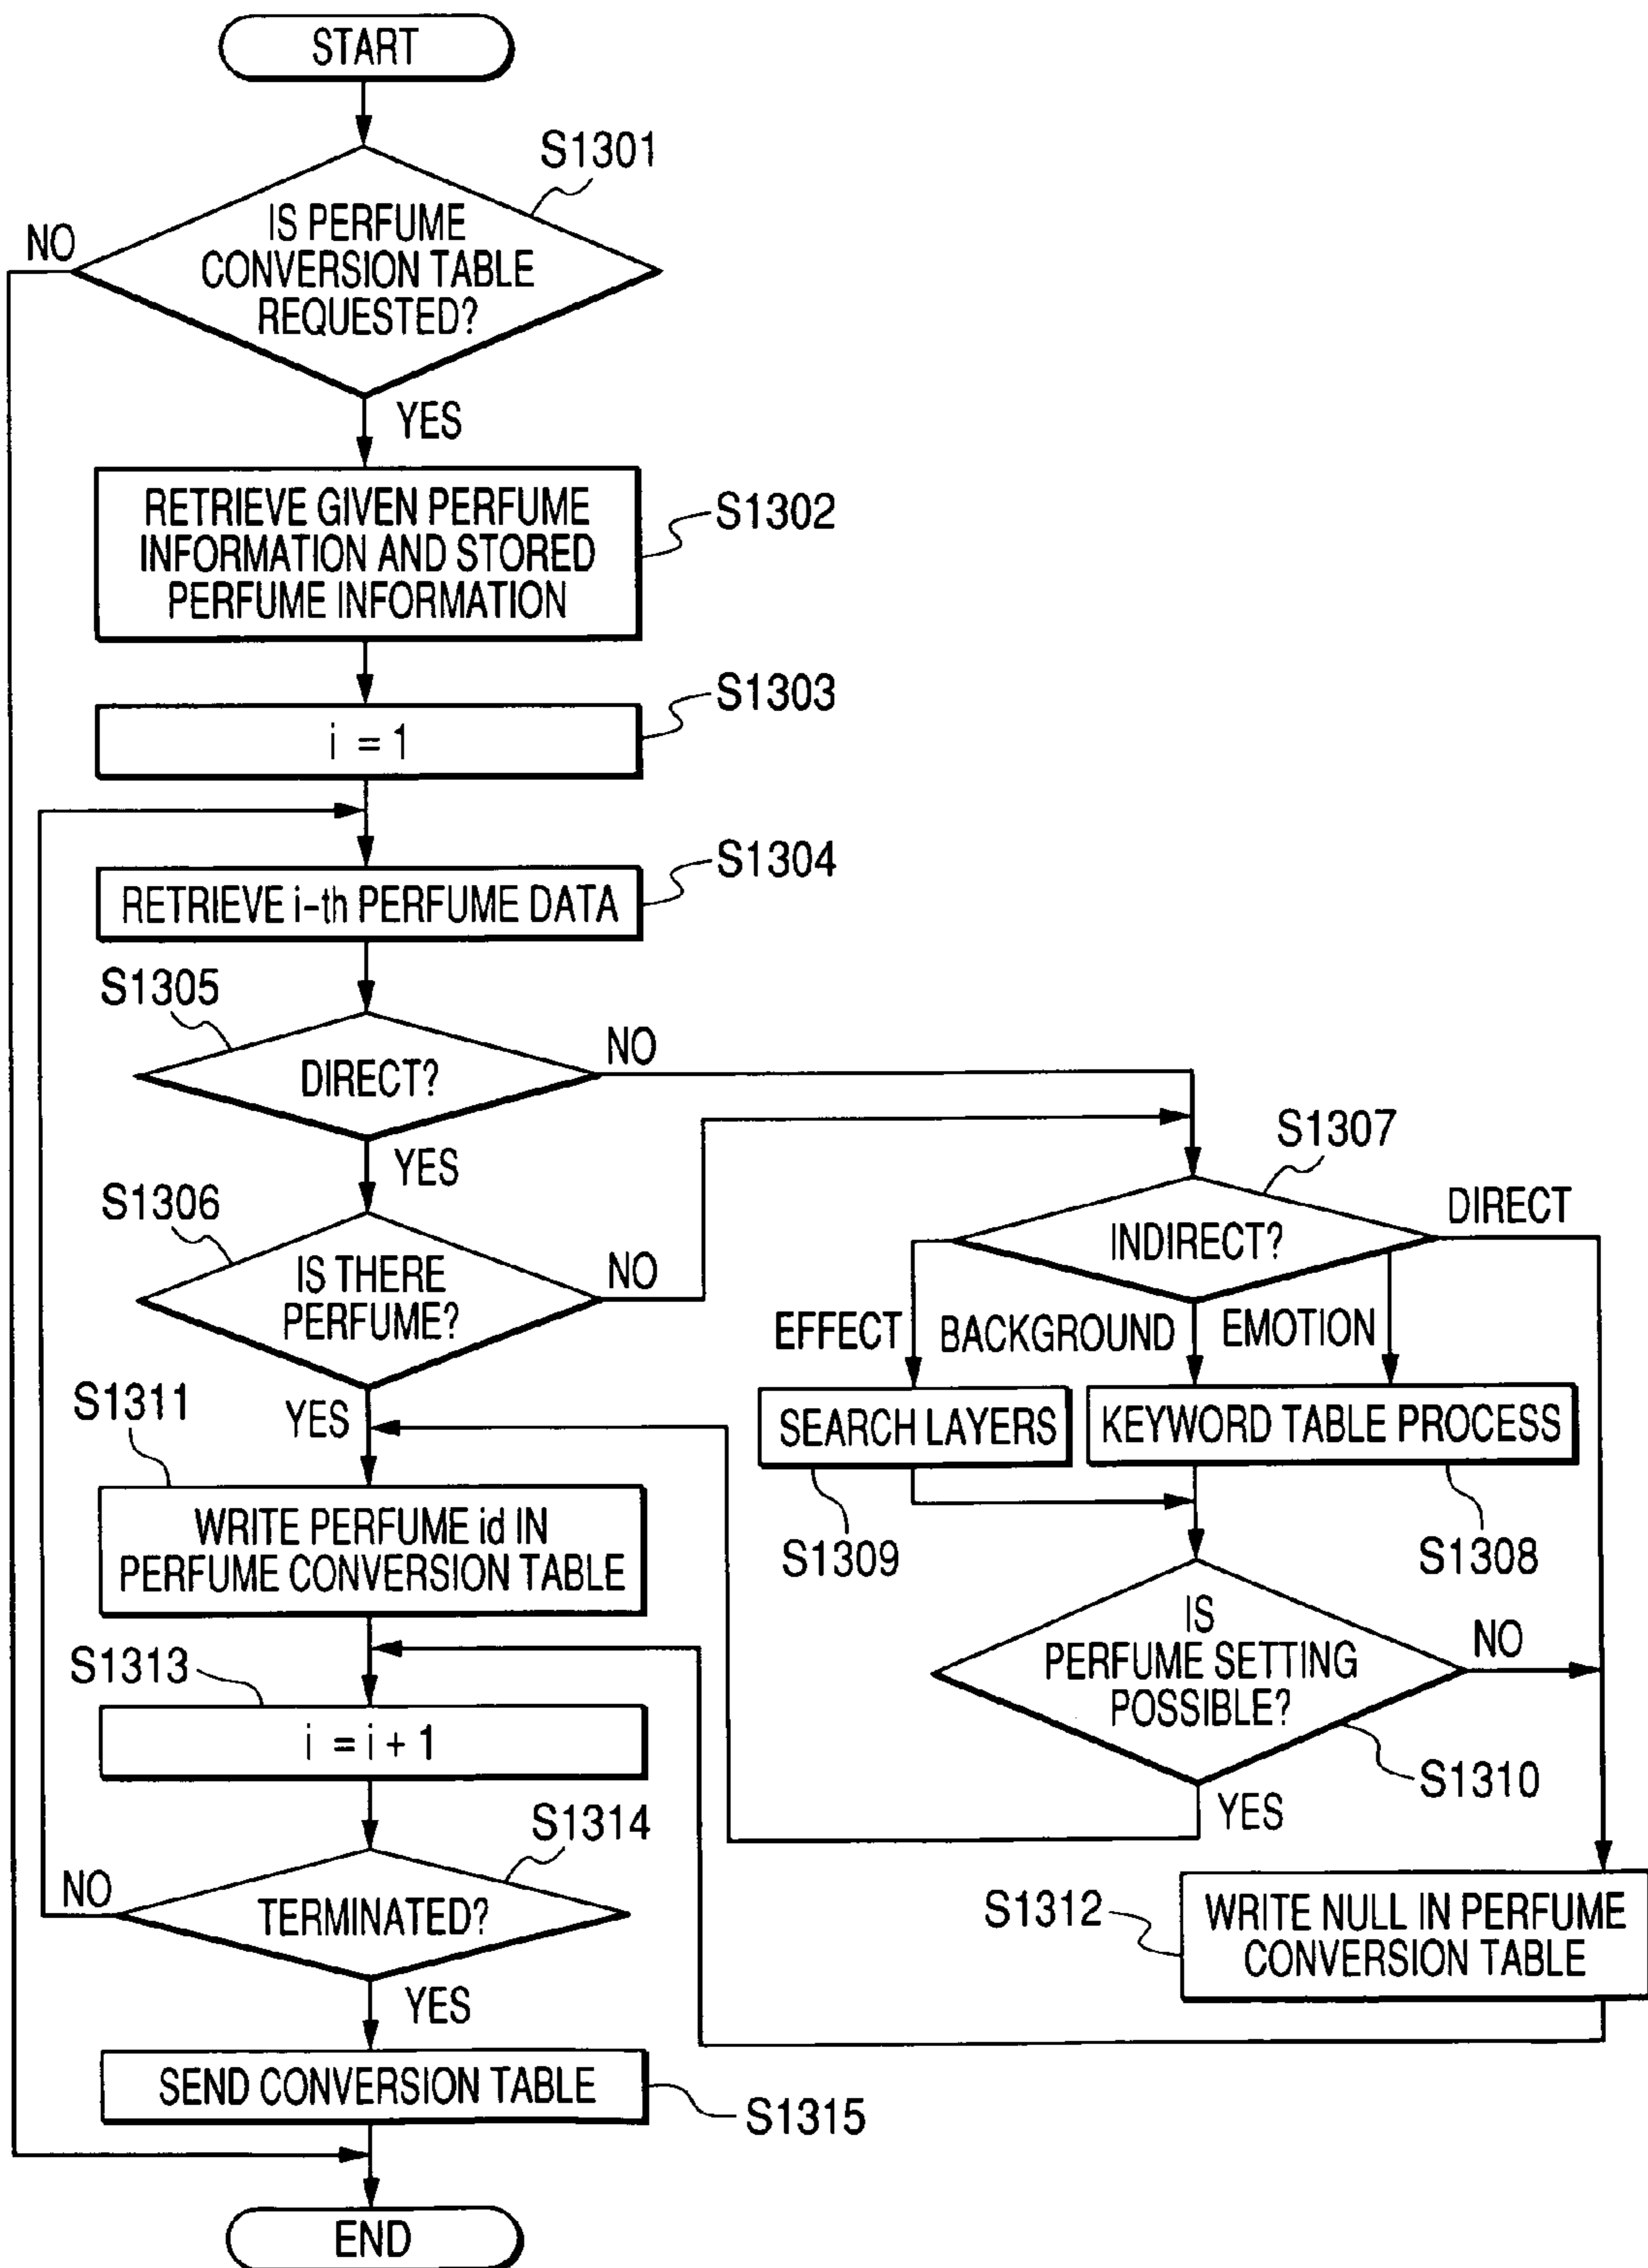 START
S1301
IS PERFUME
CONVERSION TABLE
REQUESTED?
NO
YES
RETRIEVE GIVEN PERFUME
INFORMATION AND STORED
PERFUME INFORMATION
S1302
S1303
i = 1
S1304
RETRIEVE i-th PERFUME DATA
S1305
DIRECT?
NO
YES
S1306
IS THERE
PERFUME?
NO
YES
S1307
INDIRECT?
DIRECT
EFFECT
BACKGROUND
EMOTION
SEARCH LAYERS
KEYWORD TABLE PROCESS
S1309
S1308
IS
PERFUME SETTING
POSSIBLE?
NO
S1310
YES
S1311
WRITE PERFUME id IN
PERFUME CONVERSION TABLE
S1312
WRITE NULL IN PERFUME
CONVERSION TABLE
S1313
i = i + 1
S1314
TERMINATED?
NO
YES
SEND CONVERSION TABLE
S1315
END